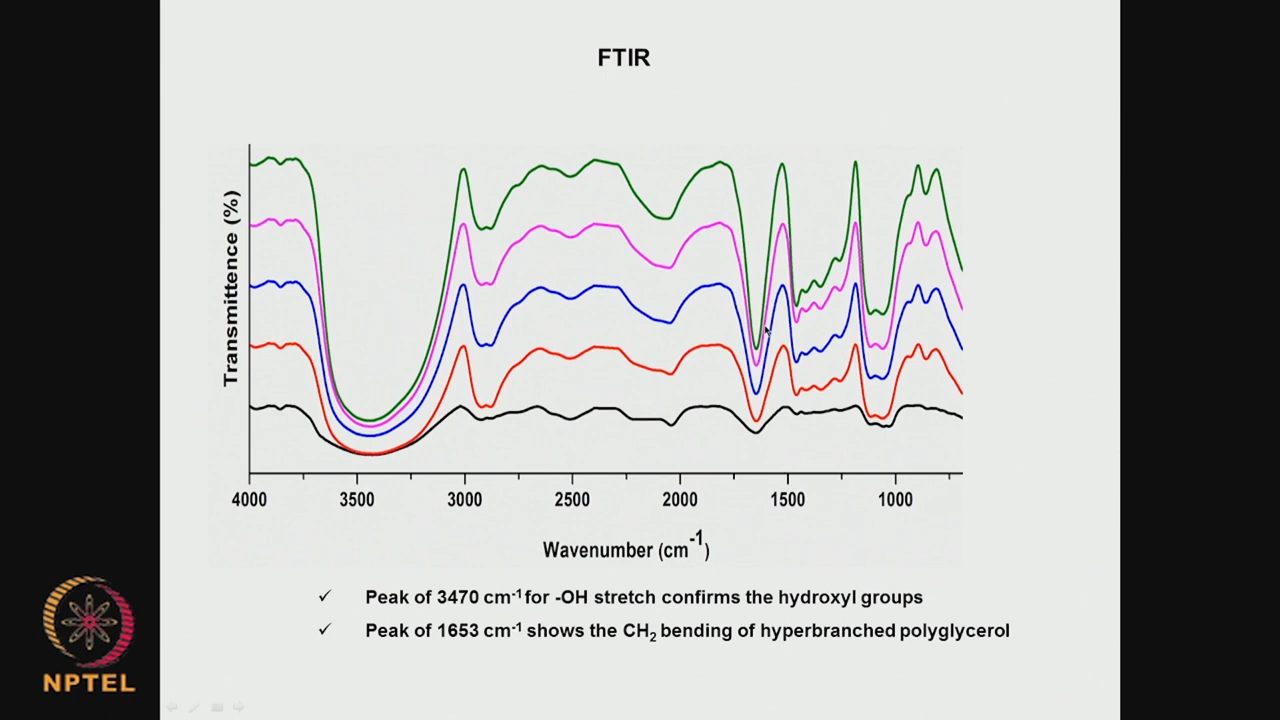 FTIR
Transmittence (%)
4000 3500 3000 2500 2000 1500 1000
Wavenumber (cm⁻¹)
✓ Peak of 3470 cm⁻¹ for -OH stretch confirms the hydroxyl groups
✓ Peak of 1653 cm⁻¹ shows the CH₂ bending of hyperbranched polyglycerol
NPTEL